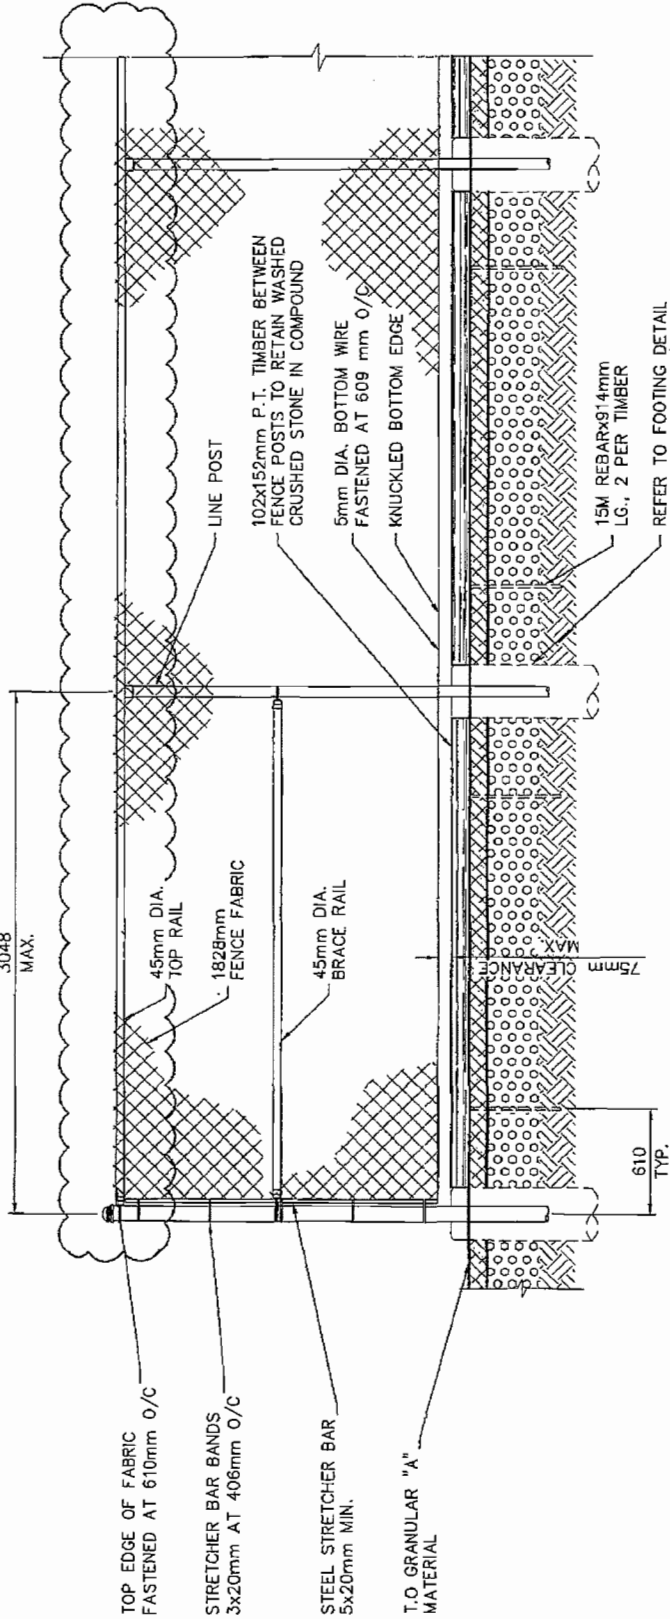 TOP EDGE OF FABRIC
FASTENED AT 610mm O/C
STRETCHER BAR BANDS
3x20mm AT 406mm O/C
STEEL STRETCHER BAR
5x20mm MIN.
T.O GRANULAR "A"
MATERIAL
3048
MAX.
45mm DIA.
TOP RAIL
1828mm
FENCE FABRIC
45mm DIA.
BRACE RAIL
75mm CLEARANCE
MAX.
610
TYP.
LINE POST
102x152mm P.T. TIMBER BETWEEN
FENCE POSTS TO RETAIN WASHED
CRUSHED STONE IN COMPOUND
5mm DIA. BOTTOM WIRE
FASTENED AT 609 mm O/C
KNUCKLED BOTTOM EDGE
15M REBARx914mm
LG., 2 PER TIMBER
REFER TO FOOTING DETAIL